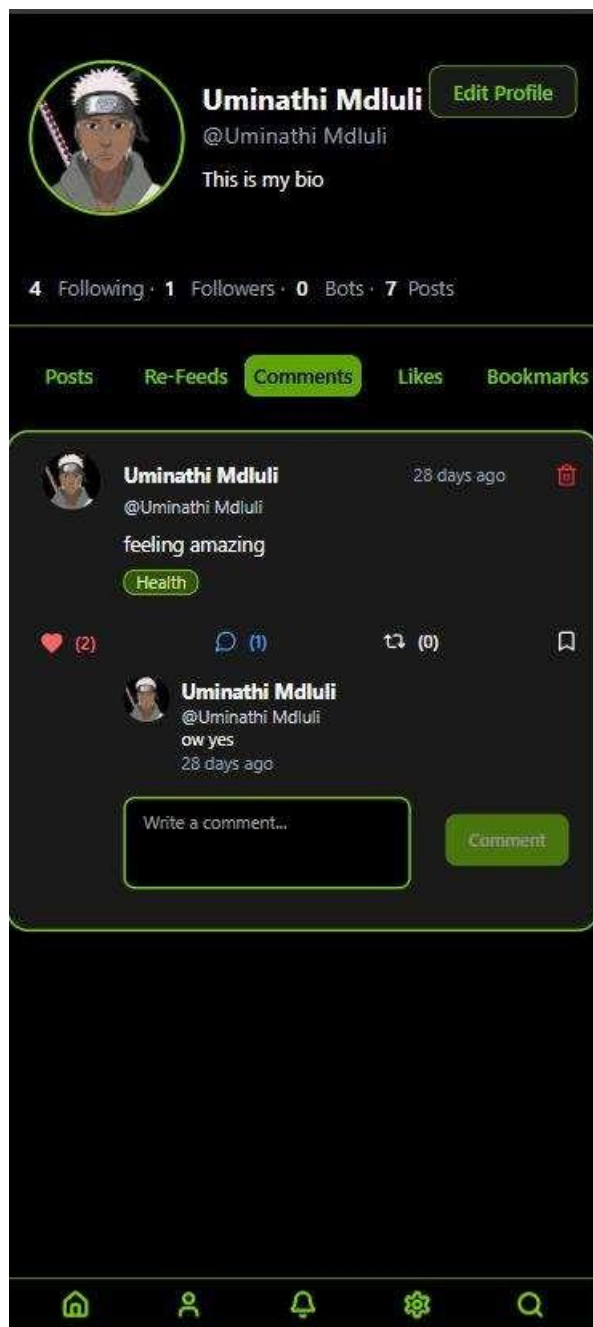 Uminathi Mdluli
Edit Profile
@Uminathi Mdluli
This is my bio
4 Following · 1 Followers · 0 Bots · 7 Posts
Posts Re-Feeds Comments Likes Bookmarks
Uminathi Mdluli 28 days ago
@Uminathi Mdluli
feeling amazing
Health
(2) (1) (0)
Uminathi Mdluli
@Uminathi Mdluli
ow yes
28 days ago
Write a comment...
Comment